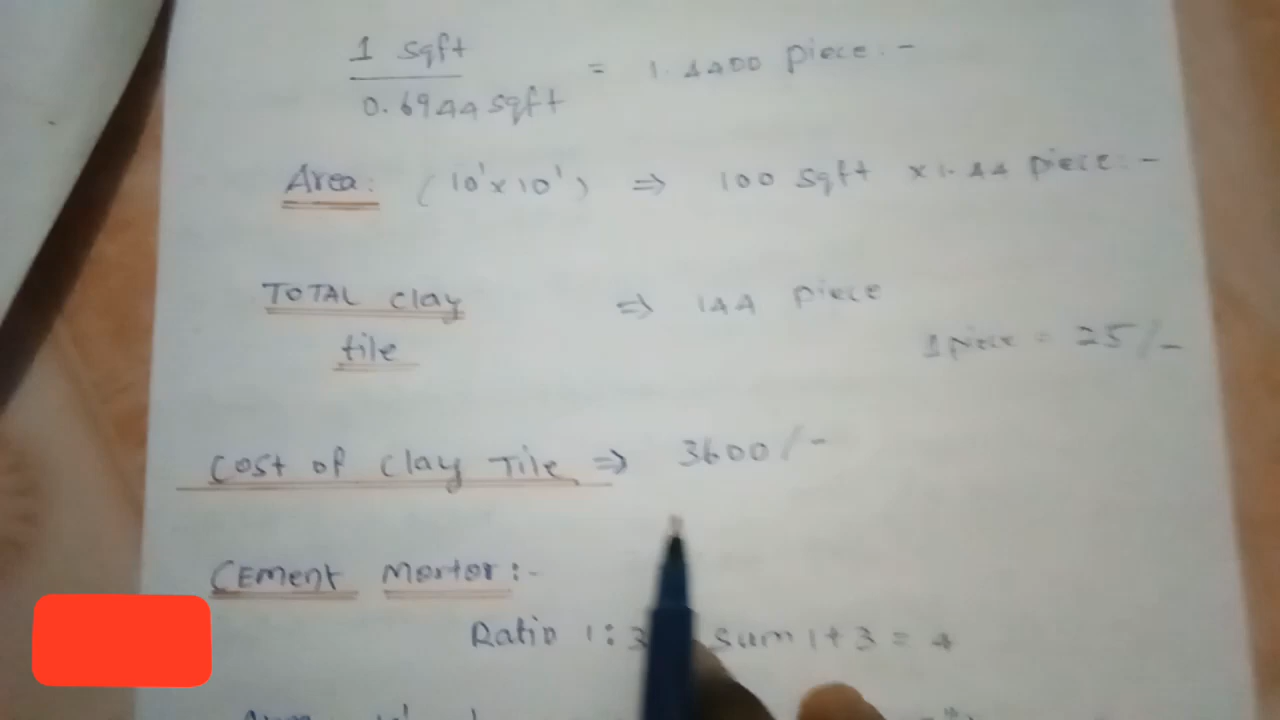 1 sqft
0.6944 sqft = 1.4400 piece:-
Area: (10'x10') ⇒ 100 sqft x1.44 piece:-
TOTAL clay ⇒ 144 piece
tile
1 piece = 25/-
Cost of Clay Tile ⇒ 3600/-
CEment Mortor:-
Ratio 1:3 sum 1+3 = 4